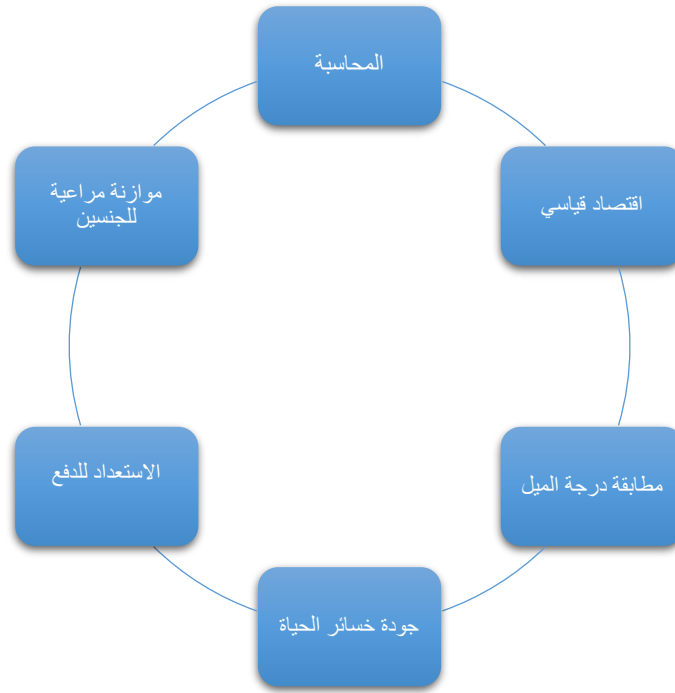 المحاسبة
اقتصاد قياسي
مطابقة درجة الميل
جودة خسائر الحياة
الاستعداد للدفع
موازنة مراعية
للجنسين